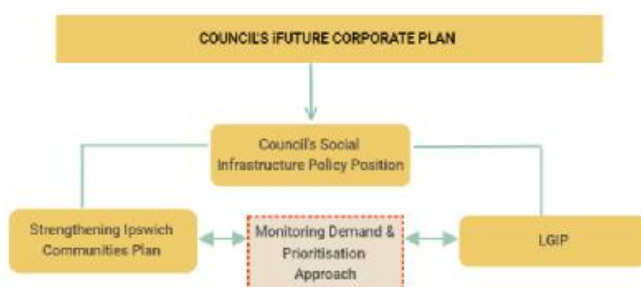 COUNCIL'S iFUTURE CORPORATE PLAN
Council's Social
Infrastructure Policy Position
Strengthening Ipswich
Communities Plan
Monitoring Demand &
Prioritisation
Approach
LGIP